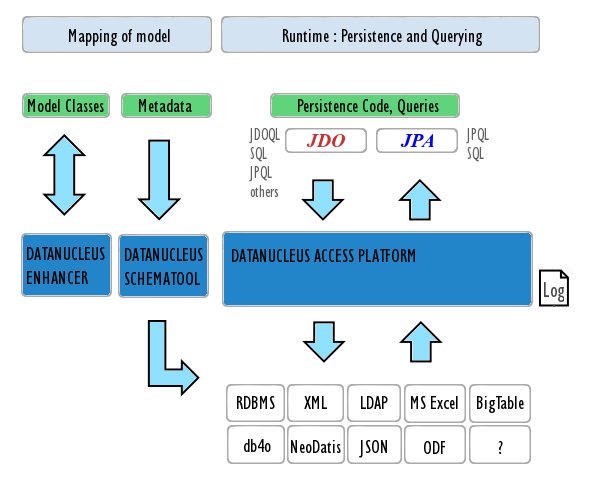 Mapping of model
Runtime : Persistence and Querying
Model Classes
Metadata
Persistence Code, Queries
JDOQL
SQL
JPQL
others
JDO
JPA
JPQL
SQL
DATANUCLEUS
ENHANCER
DATANUCLEUS
SCHEMATOOL
DATANUCLEUS ACCESS PLATFORM
Log
RDBMS
XML
LDAP
MS Excel
BigTable
db4o
NeoDatis
JSON
ODF
?